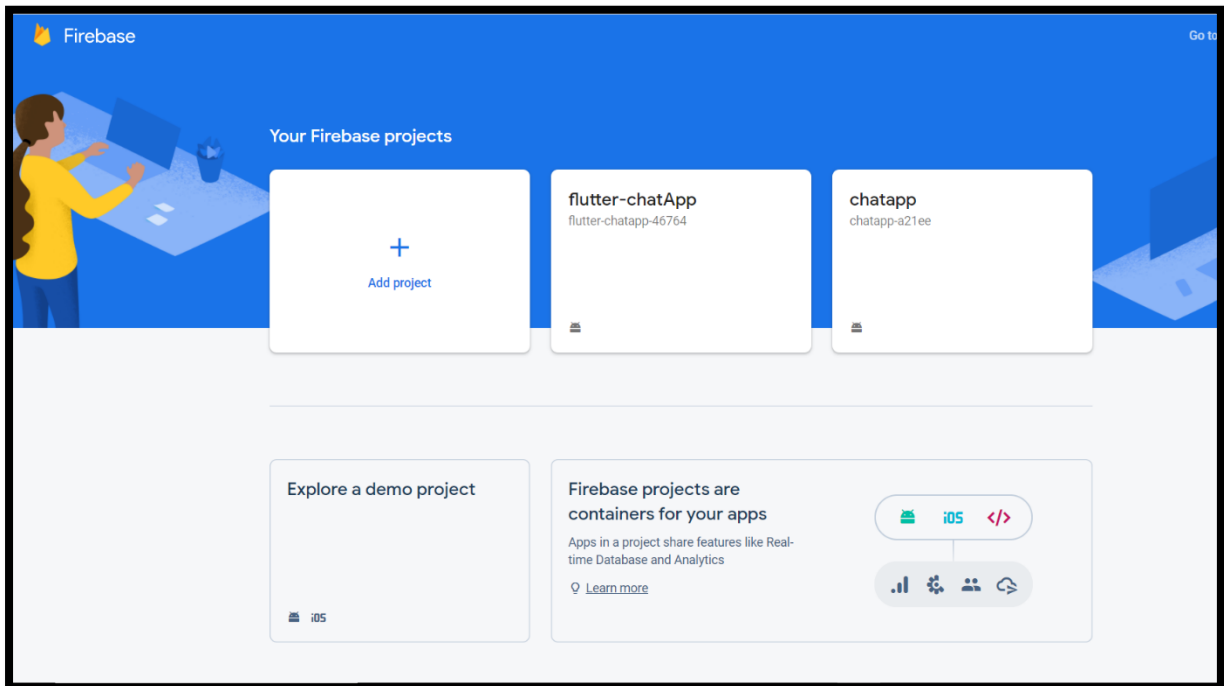 Firebase
Go to
Your Firebase projects
Add project
flutter-chatApp
flutter-chatapp-46764
chatapp
chatapp-a21ee
Explore a demo project
iOS
Firebase projects are
containers for your apps
Apps in a project share features like Real-
time Database and Analytics
Learn more
iOS </>